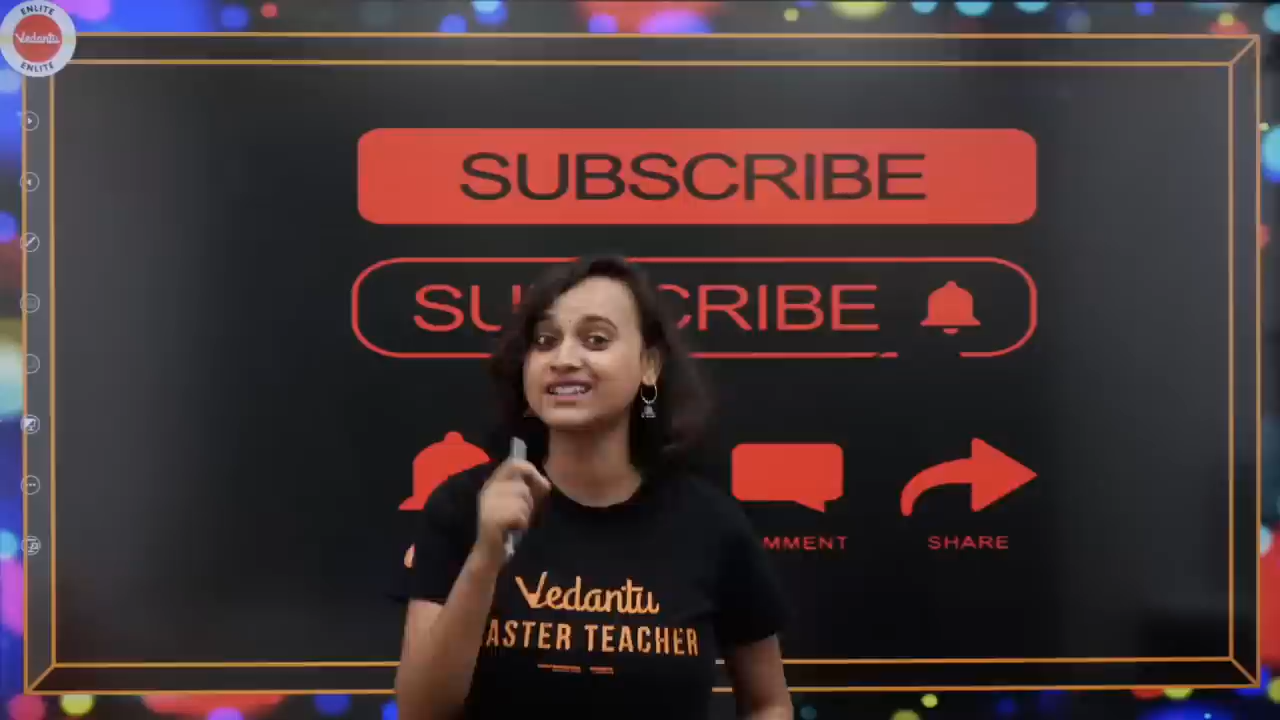 ENLITE
Vedantu
ENLITE
SUBSCRIBE
SU CRIBE
MMENT
SHARE
Vedantu
ASTER TEACHER